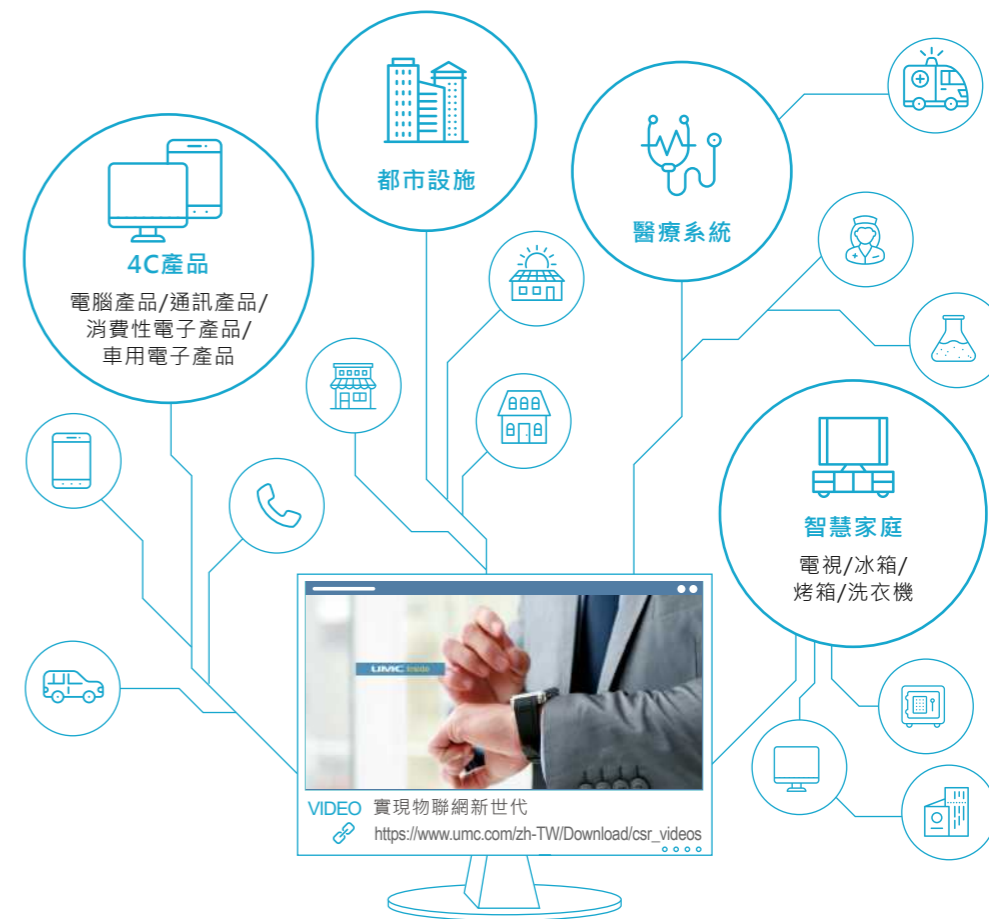 都市設施
醫療系統
4C產品
電腦產品/通訊產品/
消費性電子產品/
車用電子產品
智慧家庭
電視/冰箱/
烤箱/洗衣機
UMC Inside
VIDEO 實現物聯網新世代
https://www.umc.com/zh-TW/Download/csr_videos